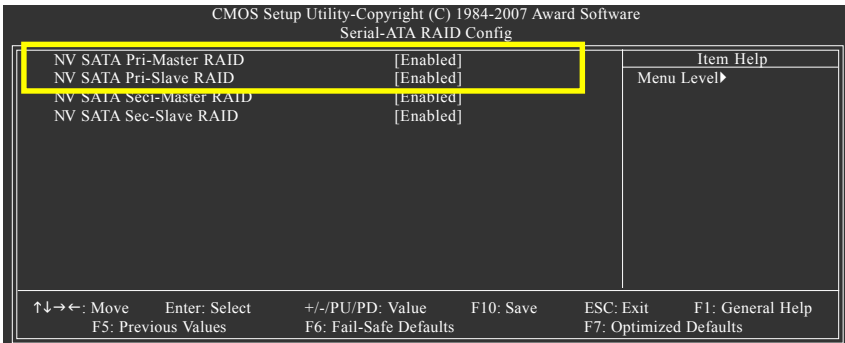 CMOS Setup Utility-Copyright (C) 1984-2007 Award Software
Serial-ATA RAID Config
NV SATA Pri-Master RAID [Enabled] Item Help
NV SATA Pri-Slave RAID [Enabled] Menu Level▶
NV SATA Seci-Master RAID [Enabled]
NV SATA Sec-Slave RAID [Enabled]
↑↓→←: Move Enter: Select +/-/PU/PD: Value F10: Save ESC: Exit F1: General Help
F5: Previous Values F6: Fail-Safe Defaults F7: Optimized Defaults